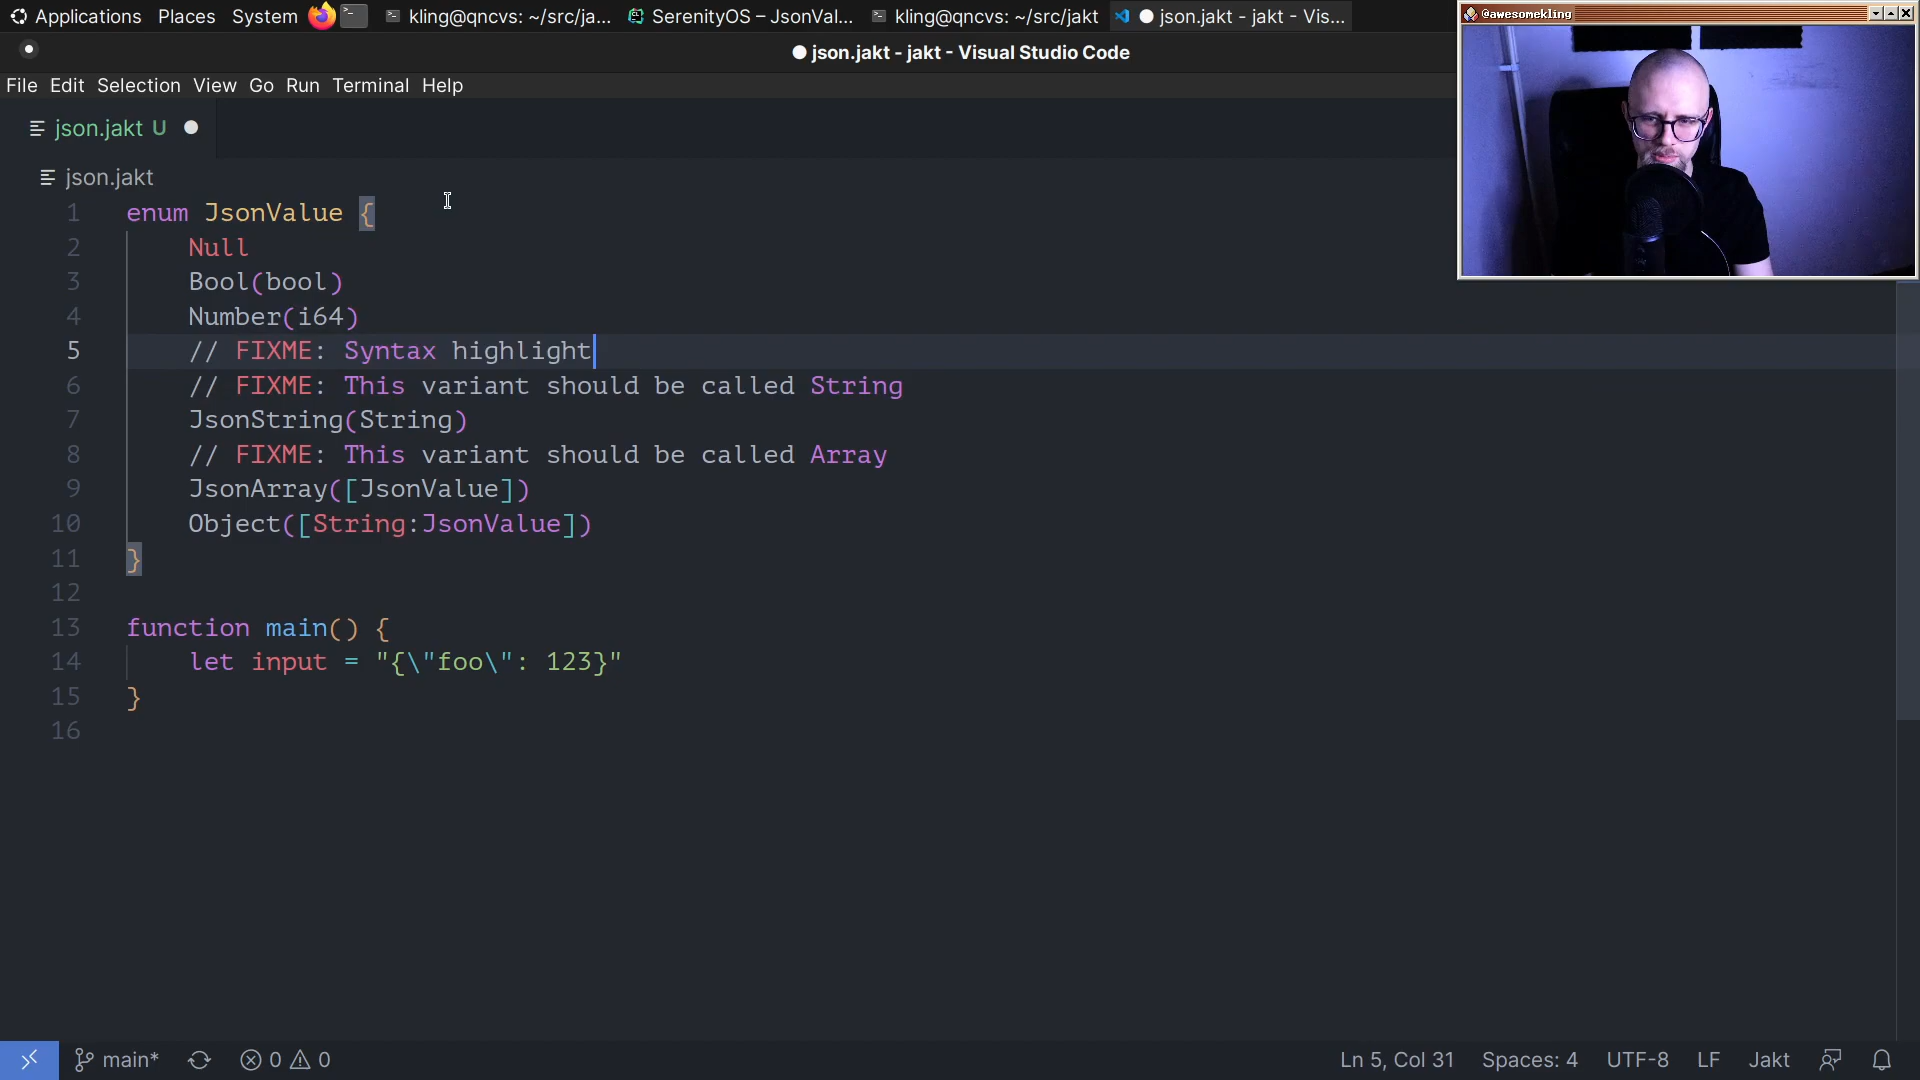 Applications Places System kling@qncvs: ~/src/ja... SerenityOS – JsonVal... kling@qncvs: ~/src/jakt ● json.jakt - jakt - Vis...
@awesomekling
● json.jakt - jakt - Visual Studio Code
File Edit Selection View Go Run Terminal Help
json.jakt U ●
json.jakt
1 enum JsonValue {
2 Null
3 Bool(bool)
4 Number(i64)
5 // FIXME: Syntax highlight
6 // FIXME: This variant should be called String
7 JsonString(String)
8 // FIXME: This variant should be called Array
9 JsonArray([JsonValue])
10 Object([String:JsonValue])
11 }
12
13 function main() {
14 let input = "{\"foo\": 123}"
15 }
16
main* 0 0 Ln 5, Col 31 Spaces: 4 UTF-8 LF Jakt